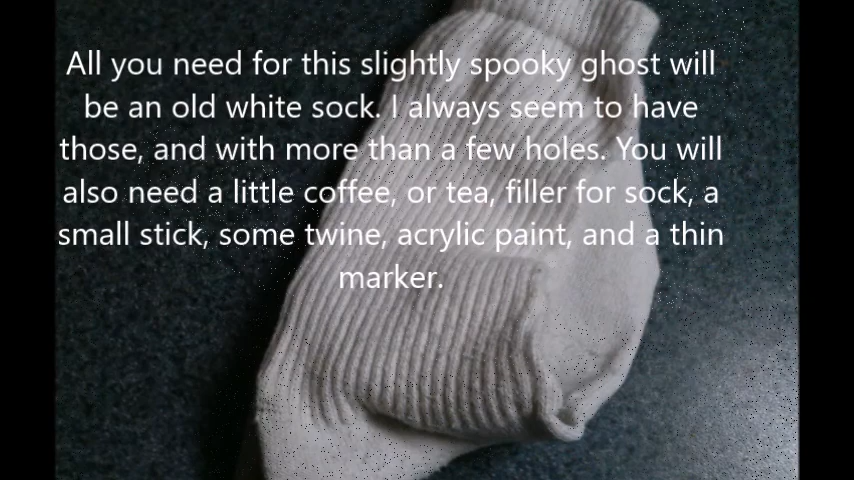 All you need for this slightly spooky ghost will
be an old white sock. I always seem to have
those, and with more than a few holes. You will
also need a little coffee, or tea, filler for sock, a
small stick, some twine, acrylic paint, and a thin
marker.